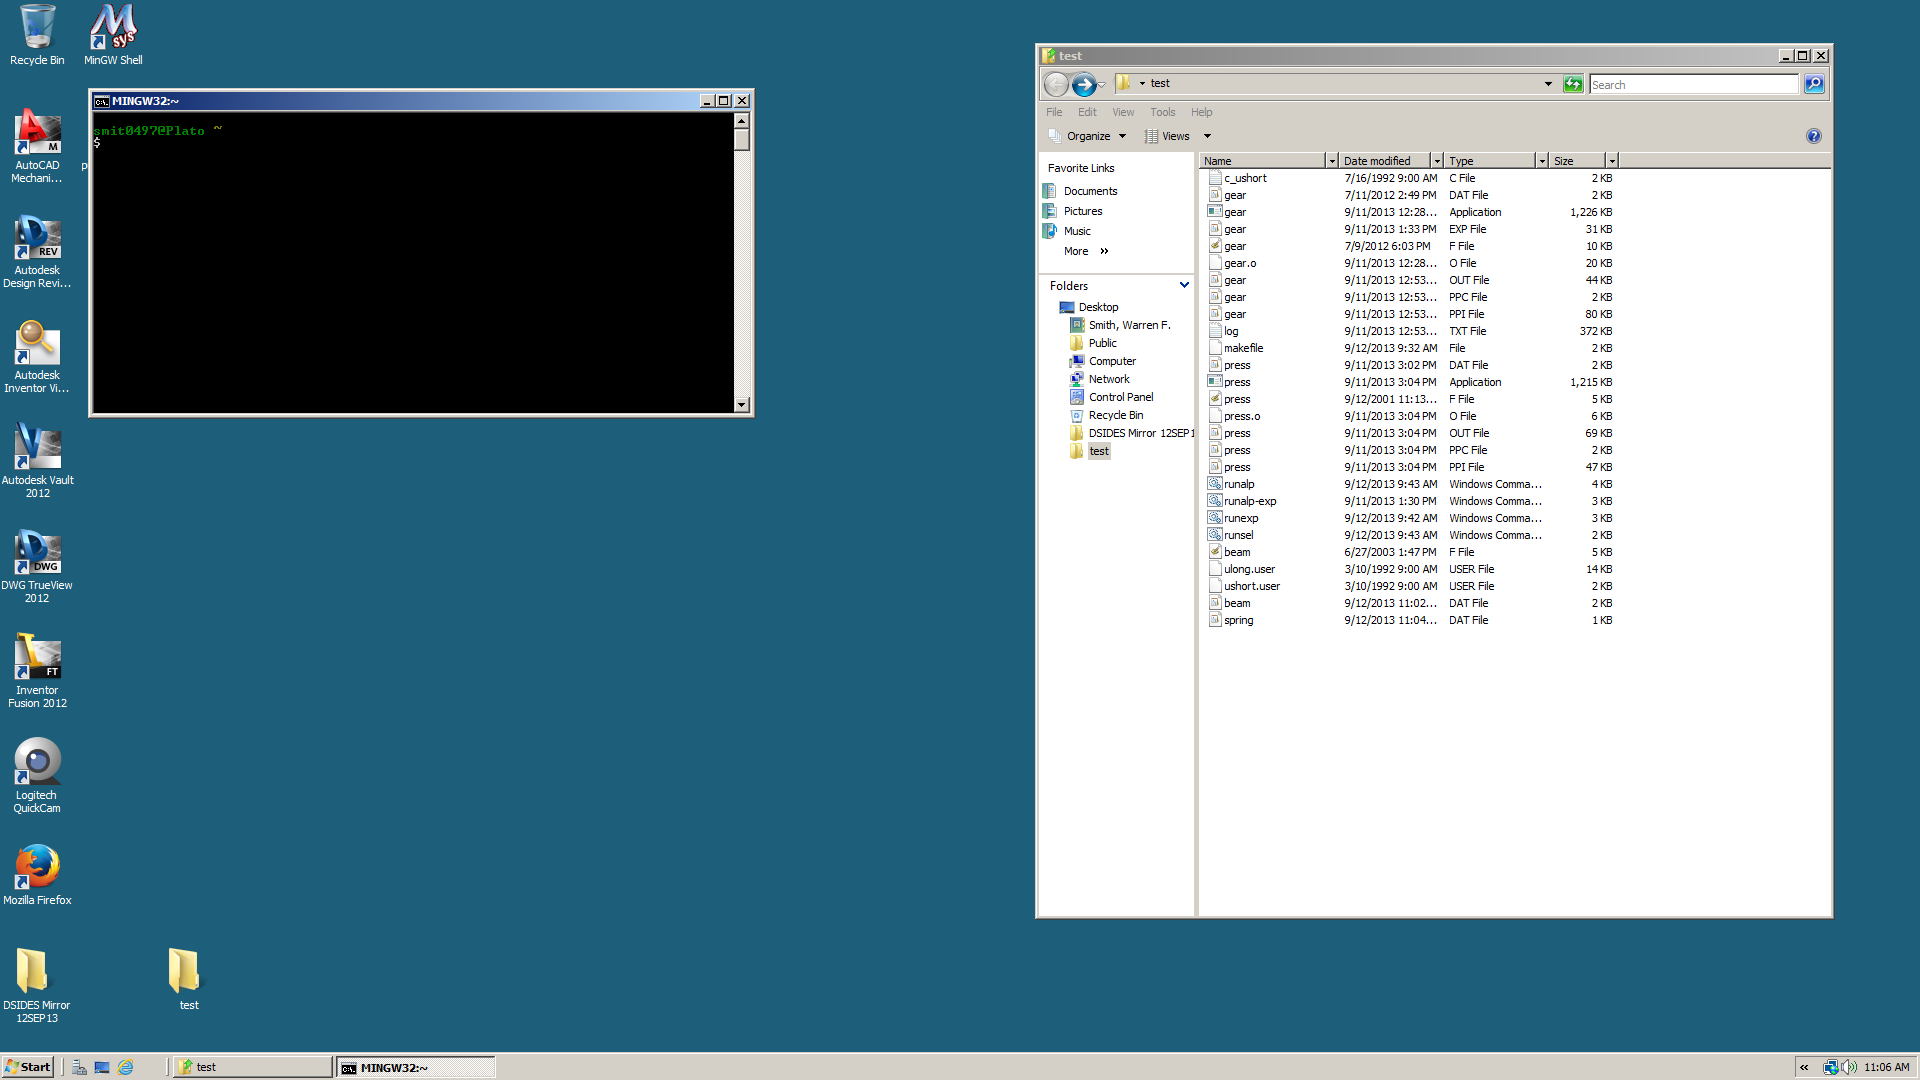 Recycle Bin
MinGW Shell
AutoCAD
Mechani...
Autodesk
Design Revi...
Autodesk
Inventor Vi...
Autodesk Vault
2012
DWG TrueView
2012
Inventor
Fusion 2012
Logitech
QuickCam
Mozilla Firefox
DSIDES Mirror
12SEP13
test
MINGW32:~
smit0497@Plato ~
$
test
test
Search
File Edit View Tools Help
Organize Views
Favorite Links
Documents
Pictures
Music
More »
Folders
Desktop
Smith, Warren F.
Public
Computer
Network
Control Panel
Recycle Bin
DSIDES Mirror 12SEP1
test
Name Date modified Type Size
c_ushort 7/16/1992 9:00 AM C File 2 KB
gear 7/11/2012 2:49 PM DAT File 2 KB
gear 9/11/2013 12:28... Application 1,226 KB
gear 9/11/2013 1:33 PM EXP File 31 KB
gear 7/9/2012 6:03 PM F File 10 KB
gear.o 9/11/2013 12:28... O File 20 KB
gear 9/11/2013 12:53... OUT File 44 KB
gear 9/11/2013 12:53... PPC File 2 KB
gear 9/11/2013 12:53... PPI File 80 KB
log 9/11/2013 12:53... TXT File 372 KB
makefile 9/12/2013 9:32 AM File 2 KB
press 9/11/2013 3:02 PM DAT File 2 KB
press 9/11/2013 3:04 PM Application 1,215 KB
press 9/12/2001 11:13... F File 5 KB
press.o 9/11/2013 3:04 PM O File 6 KB
press 9/11/2013 3:04 PM OUT File 69 KB
press 9/11/2013 3:04 PM PPC File 2 KB
press 9/11/2013 3:04 PM PPI File 47 KB
runalp 9/12/2013 9:43 AM Windows Comma... 4 KB
runalp-exp 9/11/2013 1:30 PM Windows Comma... 3 KB
runexp 9/12/2013 9:42 AM Windows Comma... 3 KB
runsel 9/12/2013 9:43 AM Windows Comma... 2 KB
beam 6/27/2003 1:47 PM F File 5 KB
ulong.user 3/10/1992 9:00 AM USER File 14 KB
ushort.user 3/10/1992 9:00 AM USER File 2 KB
beam 9/12/2013 11:02... DAT File 2 KB
spring 9/12/2013 11:04... DAT File 1 KB
Start
test
MINGW32:~
« 11:06 AM